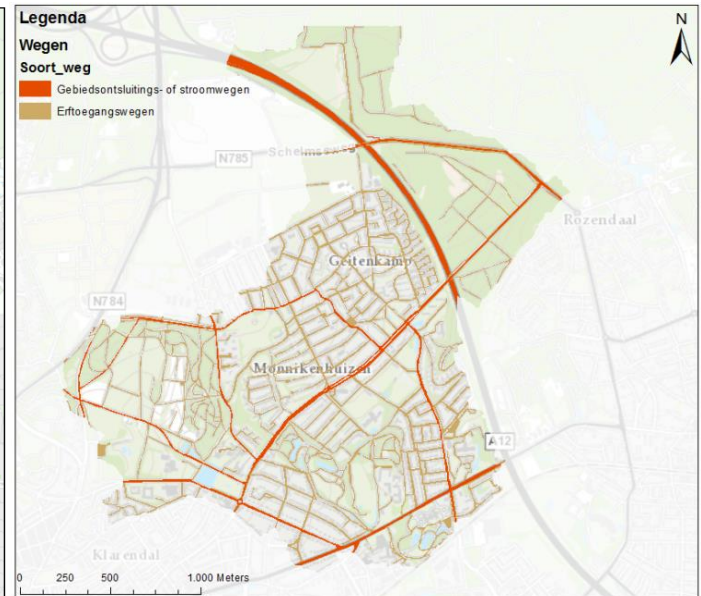 Legenda
N
Wegen
Soort_weg
Gebiedsontsluitings- of stroomwegen
Erftoegangswegen
N785
Rozendaal
Geitenkamp
N784
Monnikenhuizen
A12
Klarendal
0 250 500 1.000 Meters